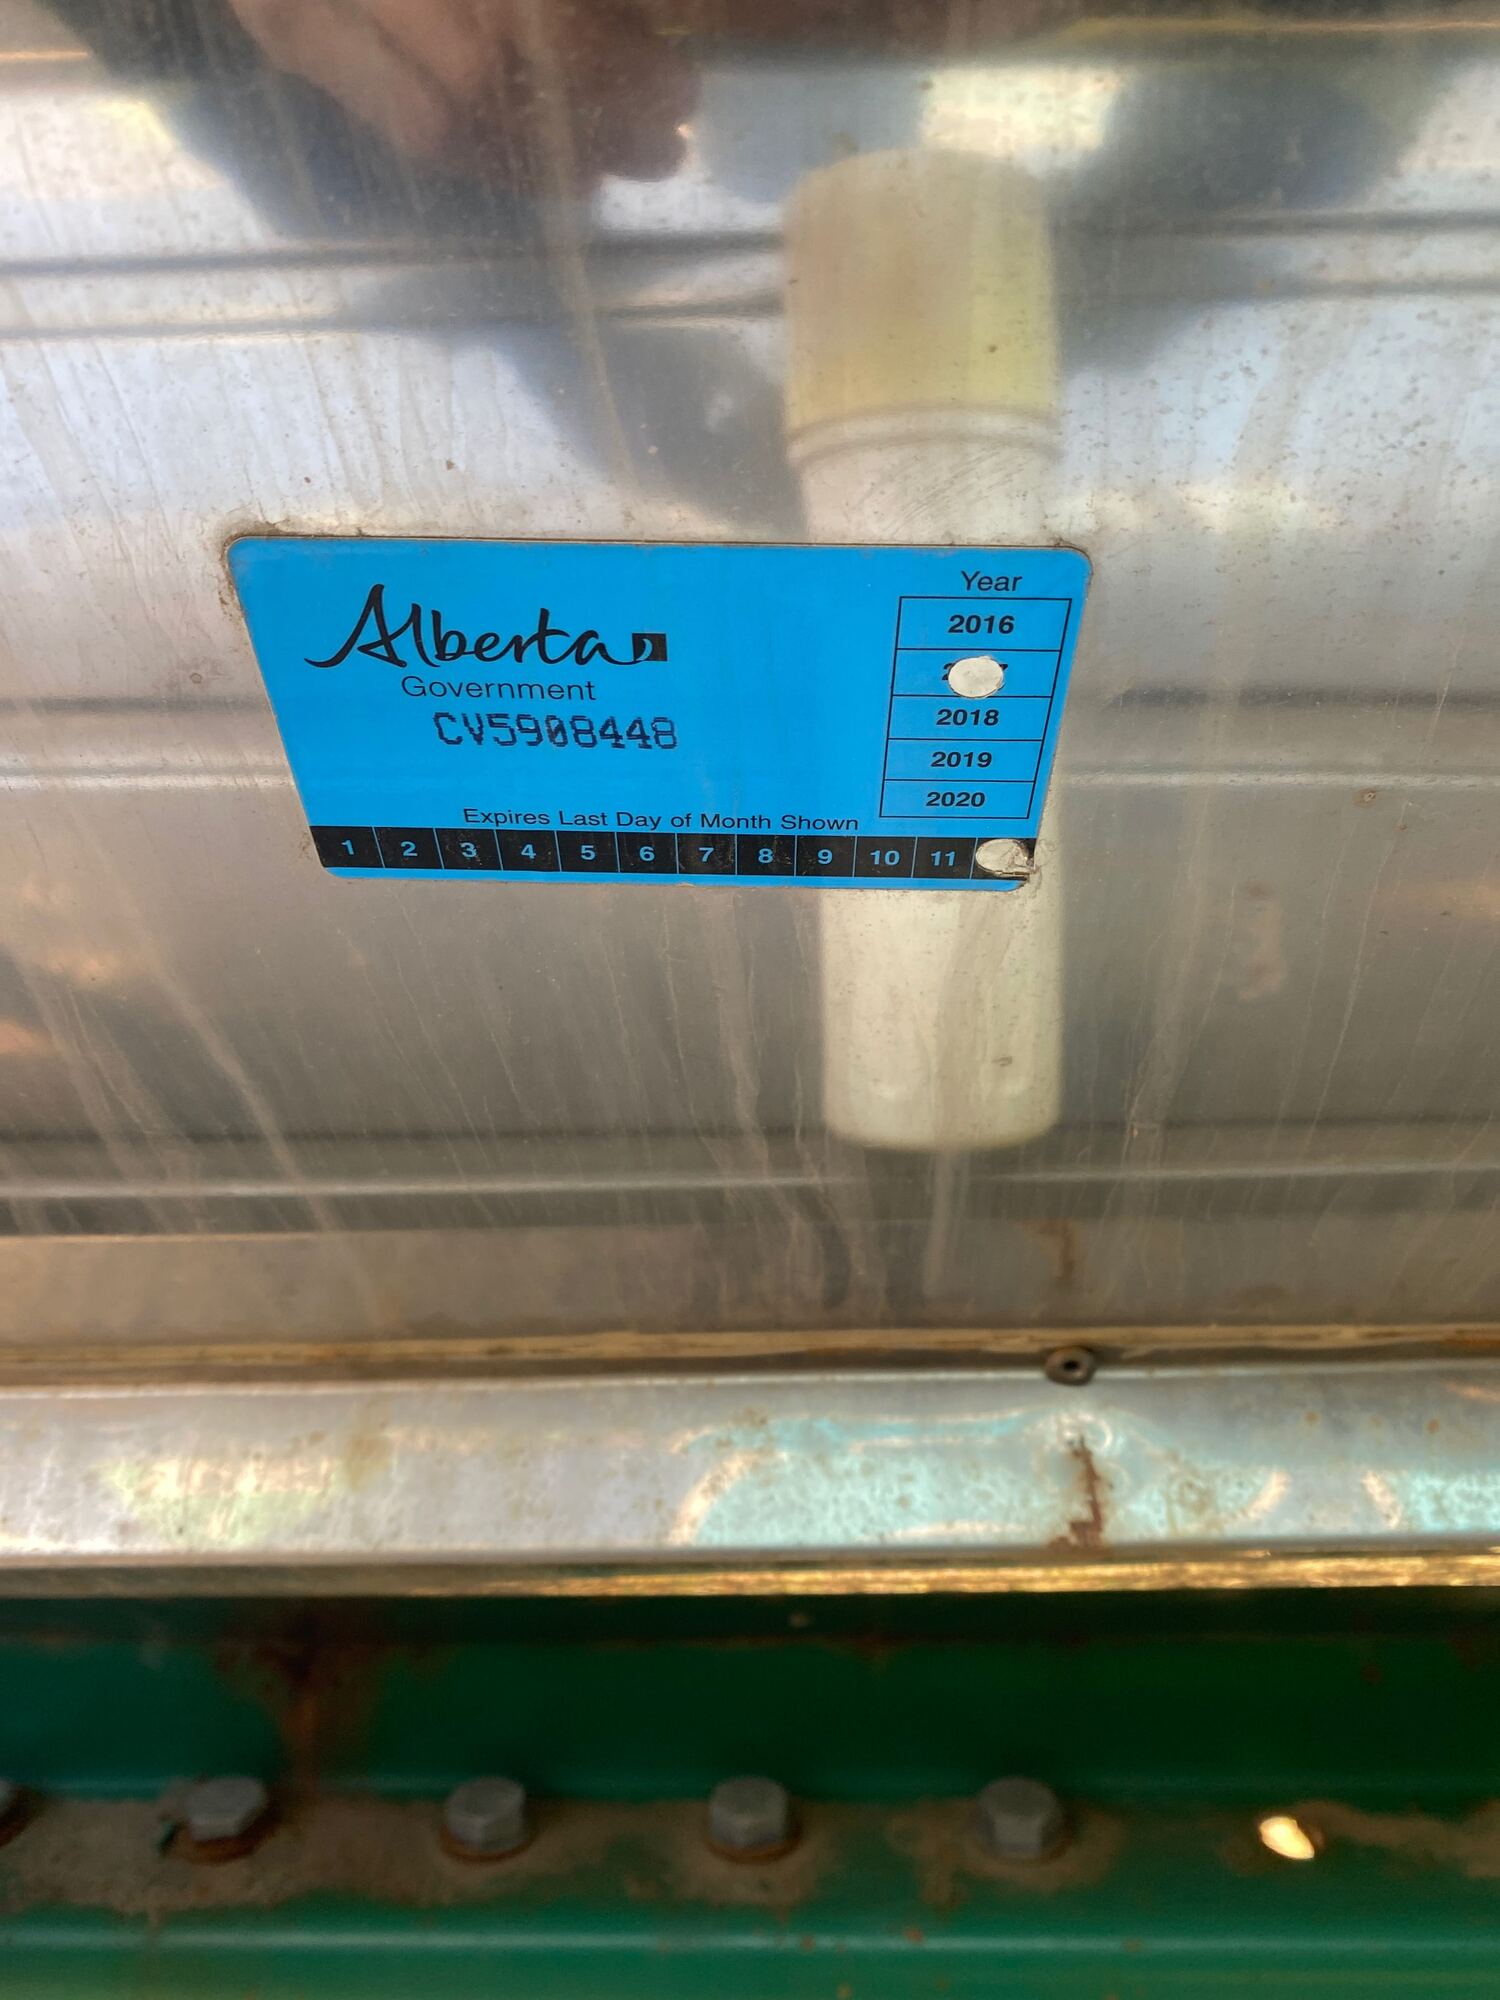 Alberta
Government
CV5908448
Year
2016
2018
2019
2020
Expires Last Day of Month Shown
1 2 3 4 5 6 7 8 9 10 11